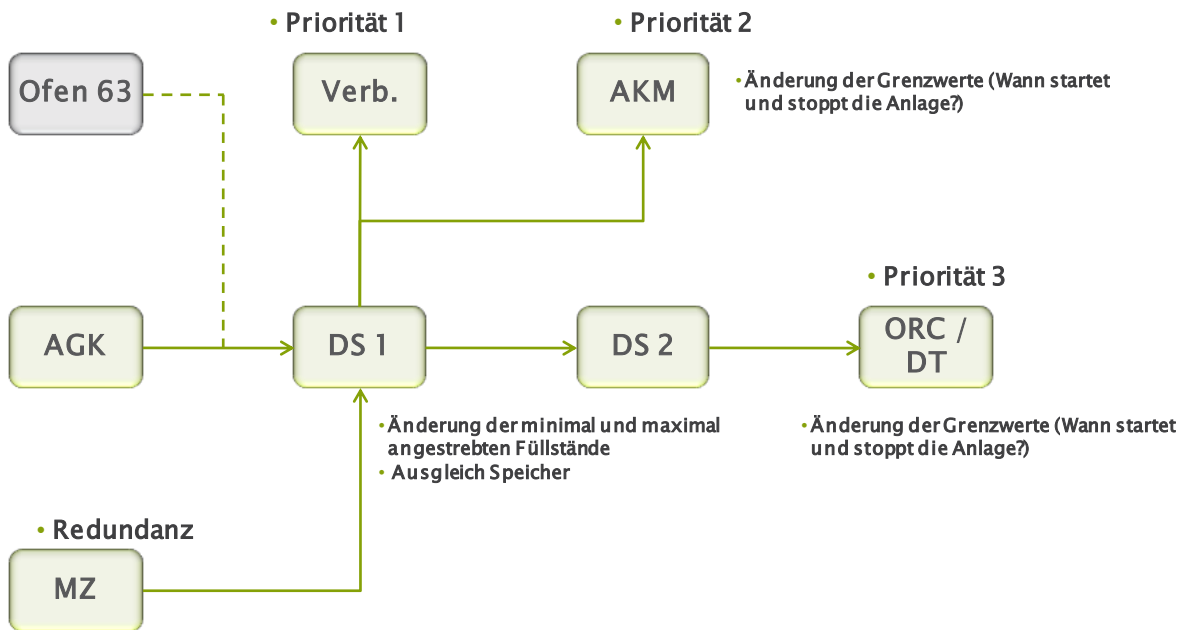 • Priorität 1
• Priorität 2
Ofen 63
Verb.
AKM
• Änderung der Grenzwerte (Wann startet
und stoppt die Anlage?)
• Priorität 3
AGK
DS 1
DS 2
ORC /
DT
• Änderung der minimal und maximal
angestrebten Füllstände
• Ausgleich Speicher
• Änderung der Grenzwerte (Wann startet
und stoppt die Anlage?)
• Redundanz
MZ